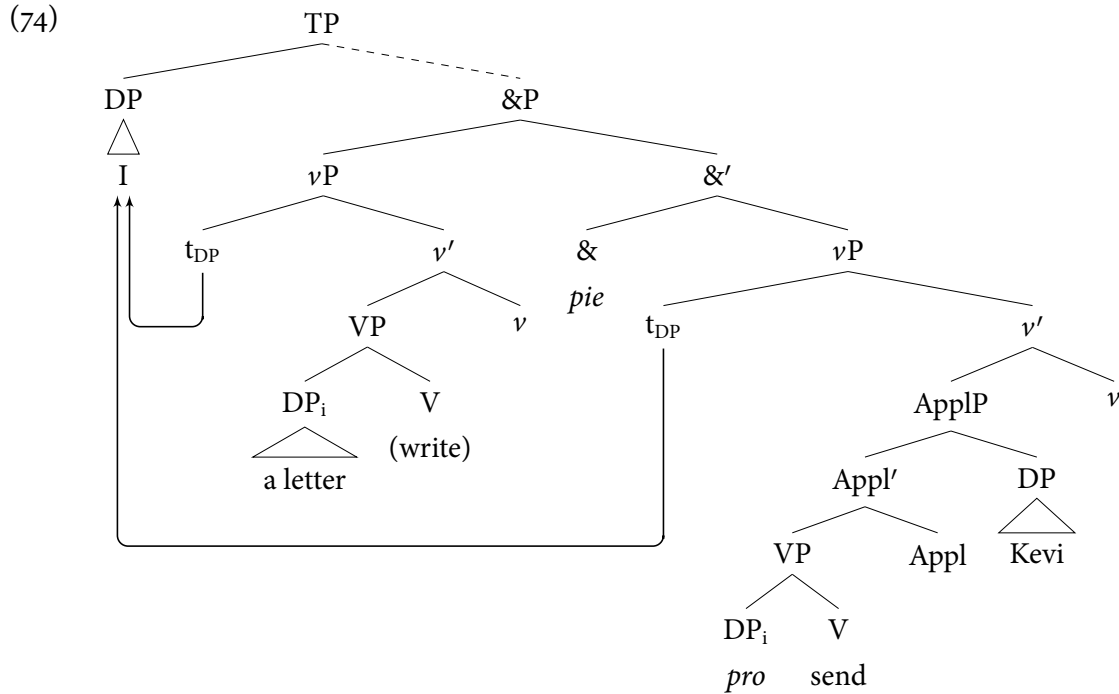 (74)
TP
DP &P
I vP &′
t_DP v′ & vP
pie
VP v t_DP v′
DP_i V ApplP v
(write)
a letter Appl′ DP
VP Appl Kevi
DP_i V
pro send